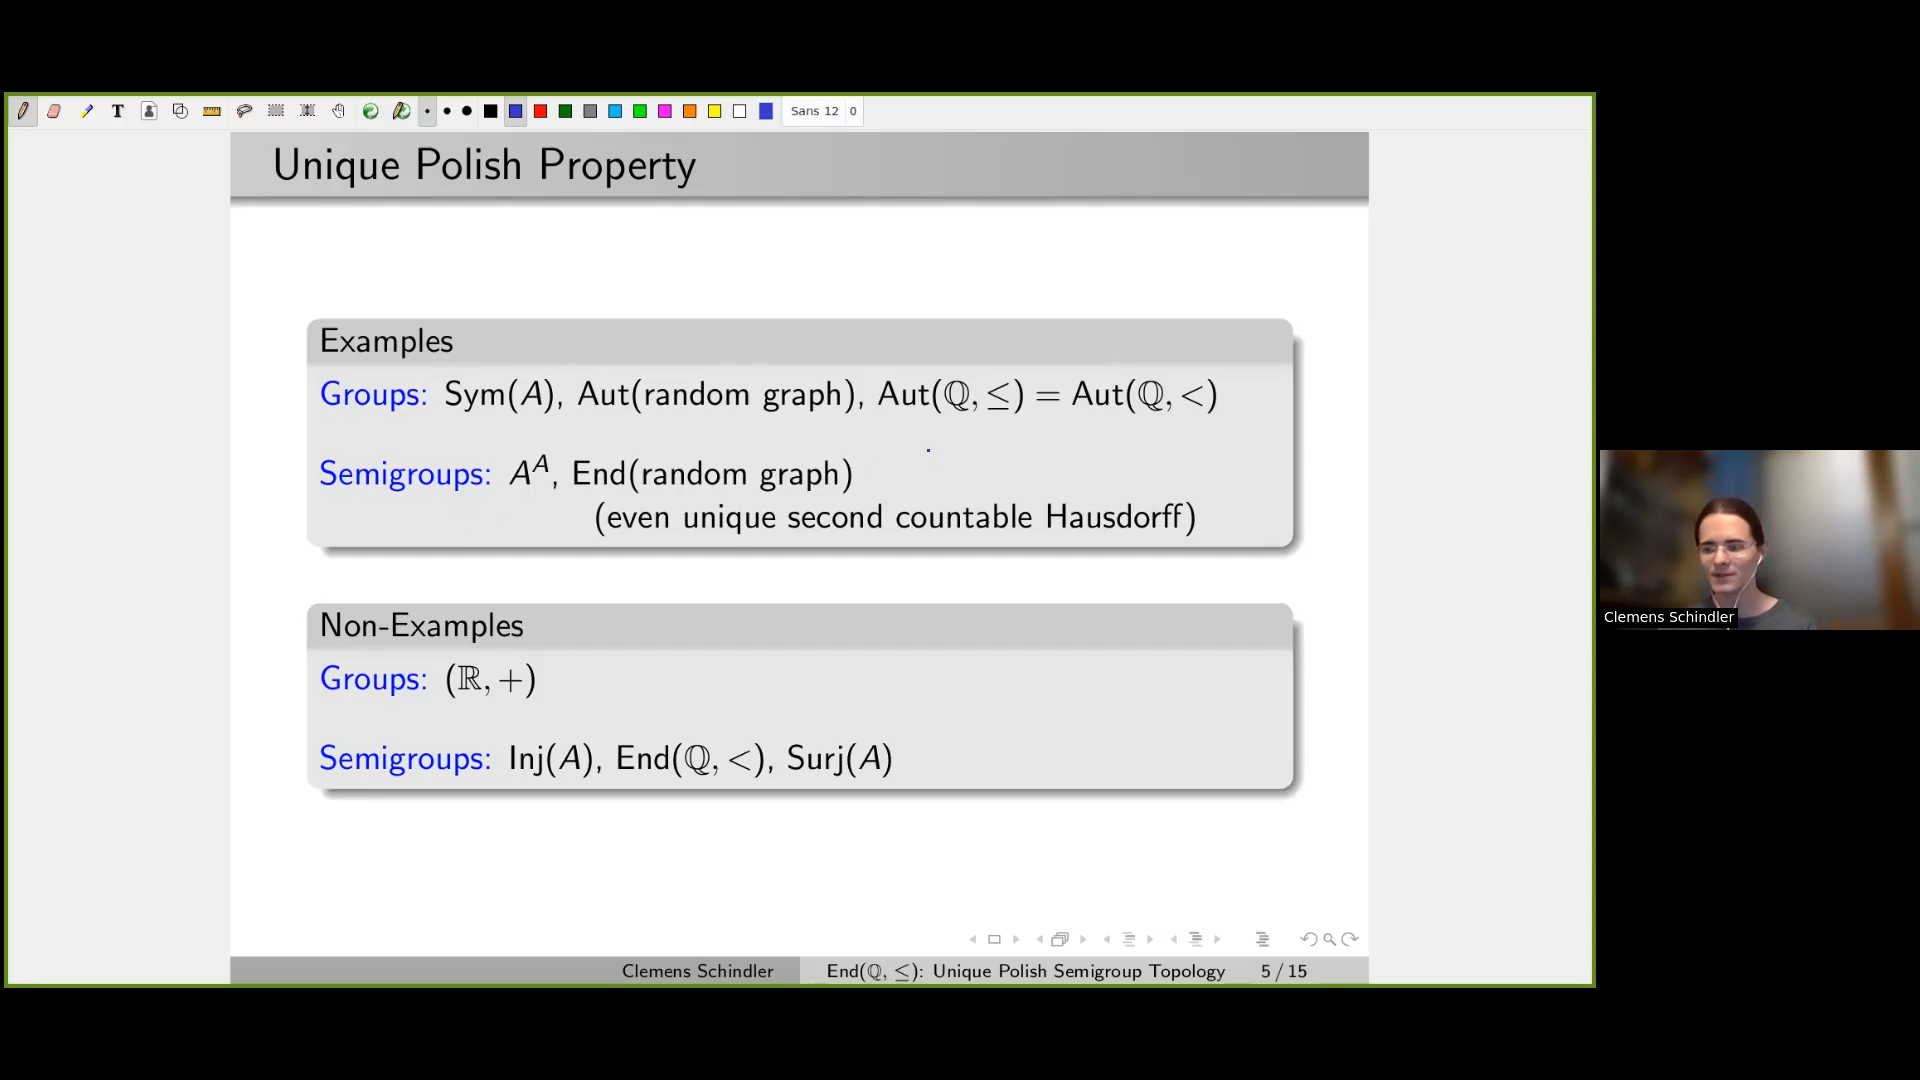 T Sans 12 0
Unique Polish Property
Examples
Groups: Sym(A), Aut(random graph), Aut(ℚ, ≤) = Aut(ℚ, <)
Semigroups: Aᴬ, End(random graph)
(even unique second countable Hausdorff)
Non-Examples
Groups: (ℝ, +)
Semigroups: Inj(A), End(ℚ, <), Surj(A)
Clemens Schindler End(ℚ, ≤): Unique Polish Semigroup Topology 5 / 15
Clemens Schindler